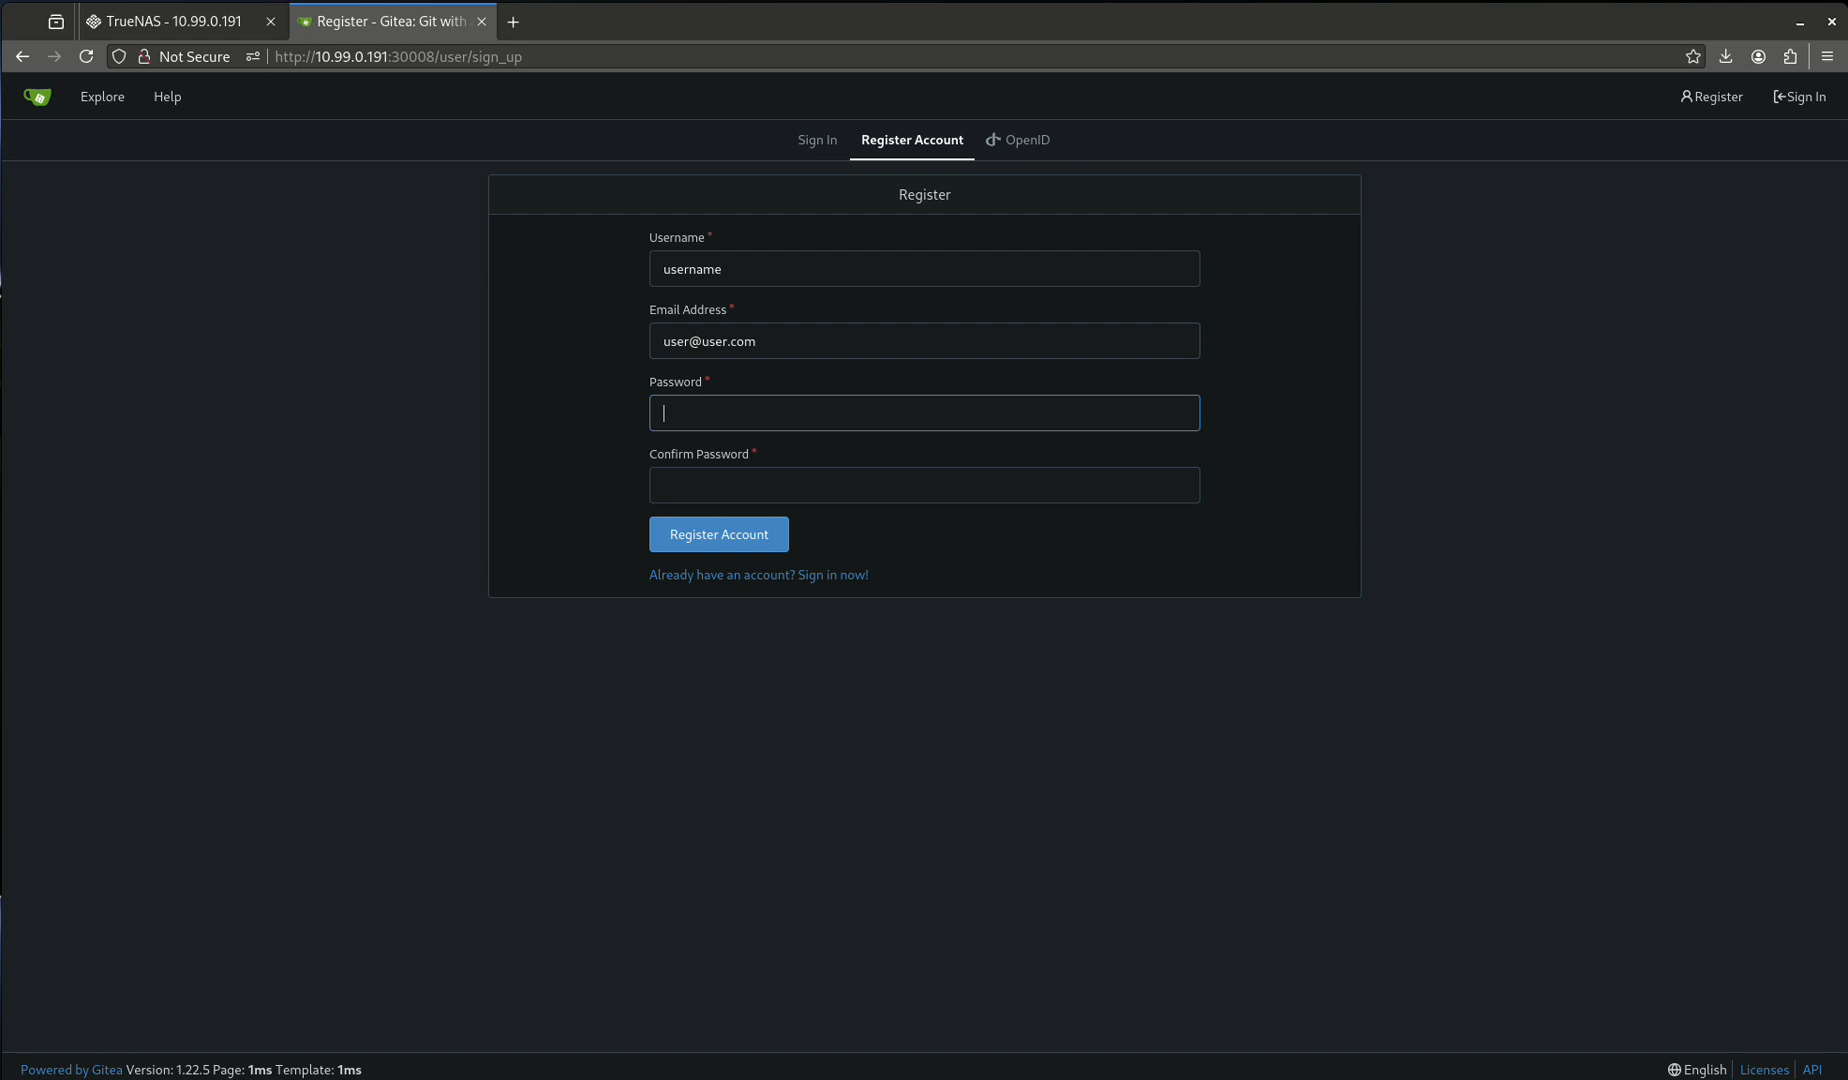 TrueNAS - 10.99.0.191
Register - Gitea: Git with
Not Secure
http://10.99.0.191:30008/user/sign_up
Explore
Help
Register
Sign In
Sign In
Register Account
OpenID
Register
Username *
username
Email Address *
user@user.com
Password *
Confirm Password *
Register Account
Already have an account? Sign in now!
Powered by Gitea Version: 1.22.5 Page: 1ms Template: 1ms
English
Licenses
API